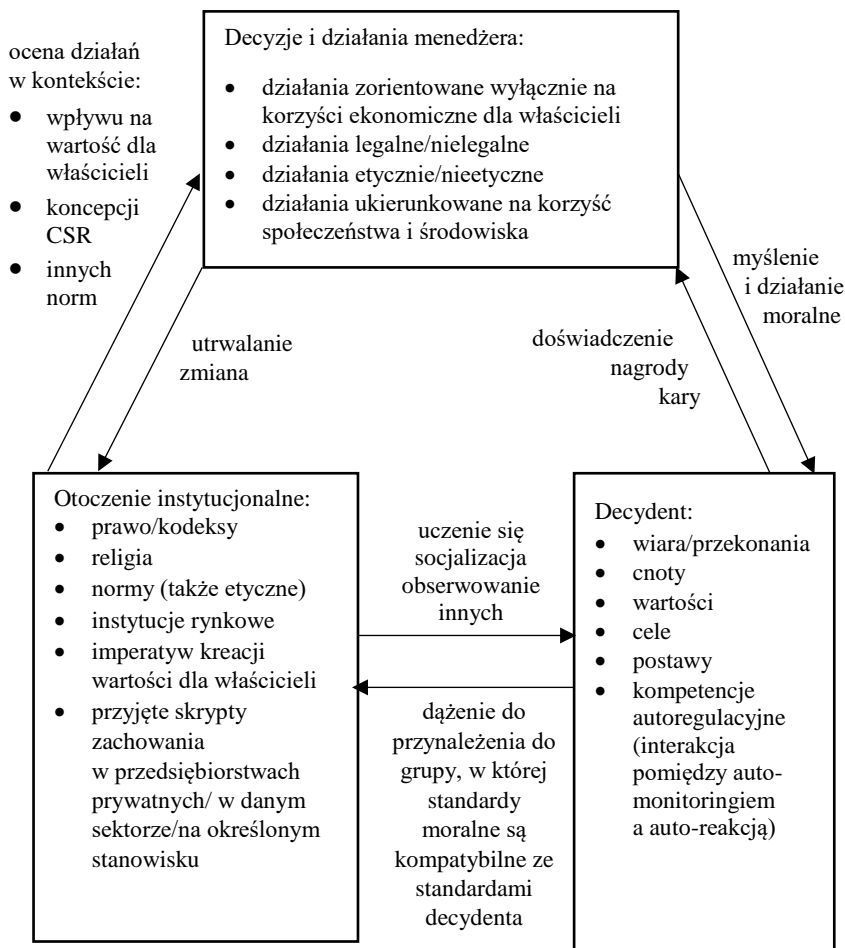 ocena działań
w kontekście:
● wpływu na
wartość dla
właścicieli
● koncepcji
CSR
● innych
norm
Decyzje i działania menedżera:
• działania zorientowane wyłącznie na
korzyści ekonomiczne dla właścicieli
• działania legalne/nielegalne
• działania etycznie/nieetyczne
• działania ukierunkowane na korzyść
społeczeństwa i środowiska
myślenie
i działanie
moralne
utrwalanie
zmiana
doświadczenie
nagrody
kary
Otoczenie instytucjonalne:
• prawo/kodeksy
• religia
• normy (także etyczne)
• instytucje rynkowe
• imperatyw kreacji
wartości dla właścicieli
• przyjęte skrypty
zachowania
w przedsiębiorstwach
prywatnych/ w danym
sektorze/na określonym
stanowisku
uczenie się
socjalizacja
obserwowanie
innych
dążenie do
przynależenia do
grupy, w której
standardy
moralne są
kompatybilne ze
standardami
decydenta
Decydent:
• wiara/przekonania
• cnoty
• wartości
• cele
• postawy
• kompetencje
autoregulacyjne
(interakcja
pomiędzy auto-
monitoringiem
a auto-reakcją)